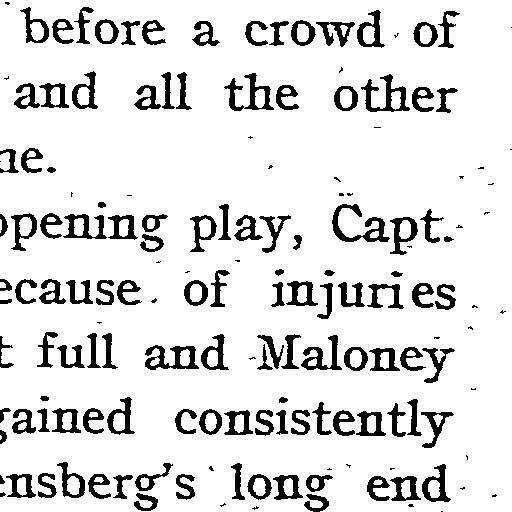 before a crowd of
and all the other
ne.
opening play, Capt.
ecause of injuries
t full and Maloney
gained consistently
ensberg's long end